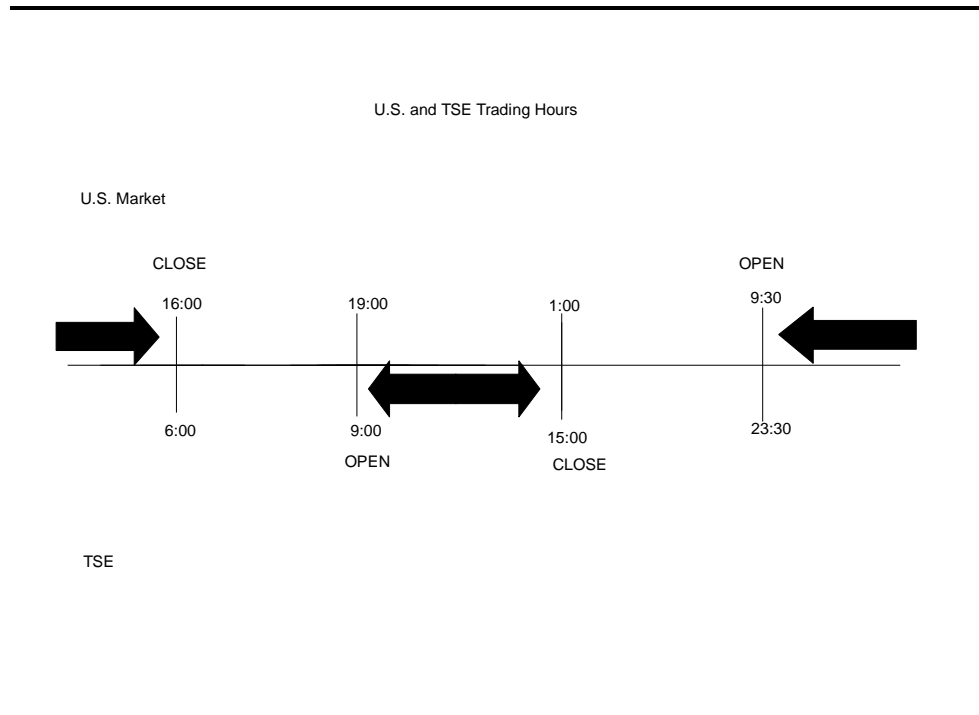 U.S. and TSE Trading Hours
U.S. Market
CLOSE OPEN
16:00 19:00 1:00 9:30
6:00 9:00 15:00 23:30
OPEN CLOSE
TSE